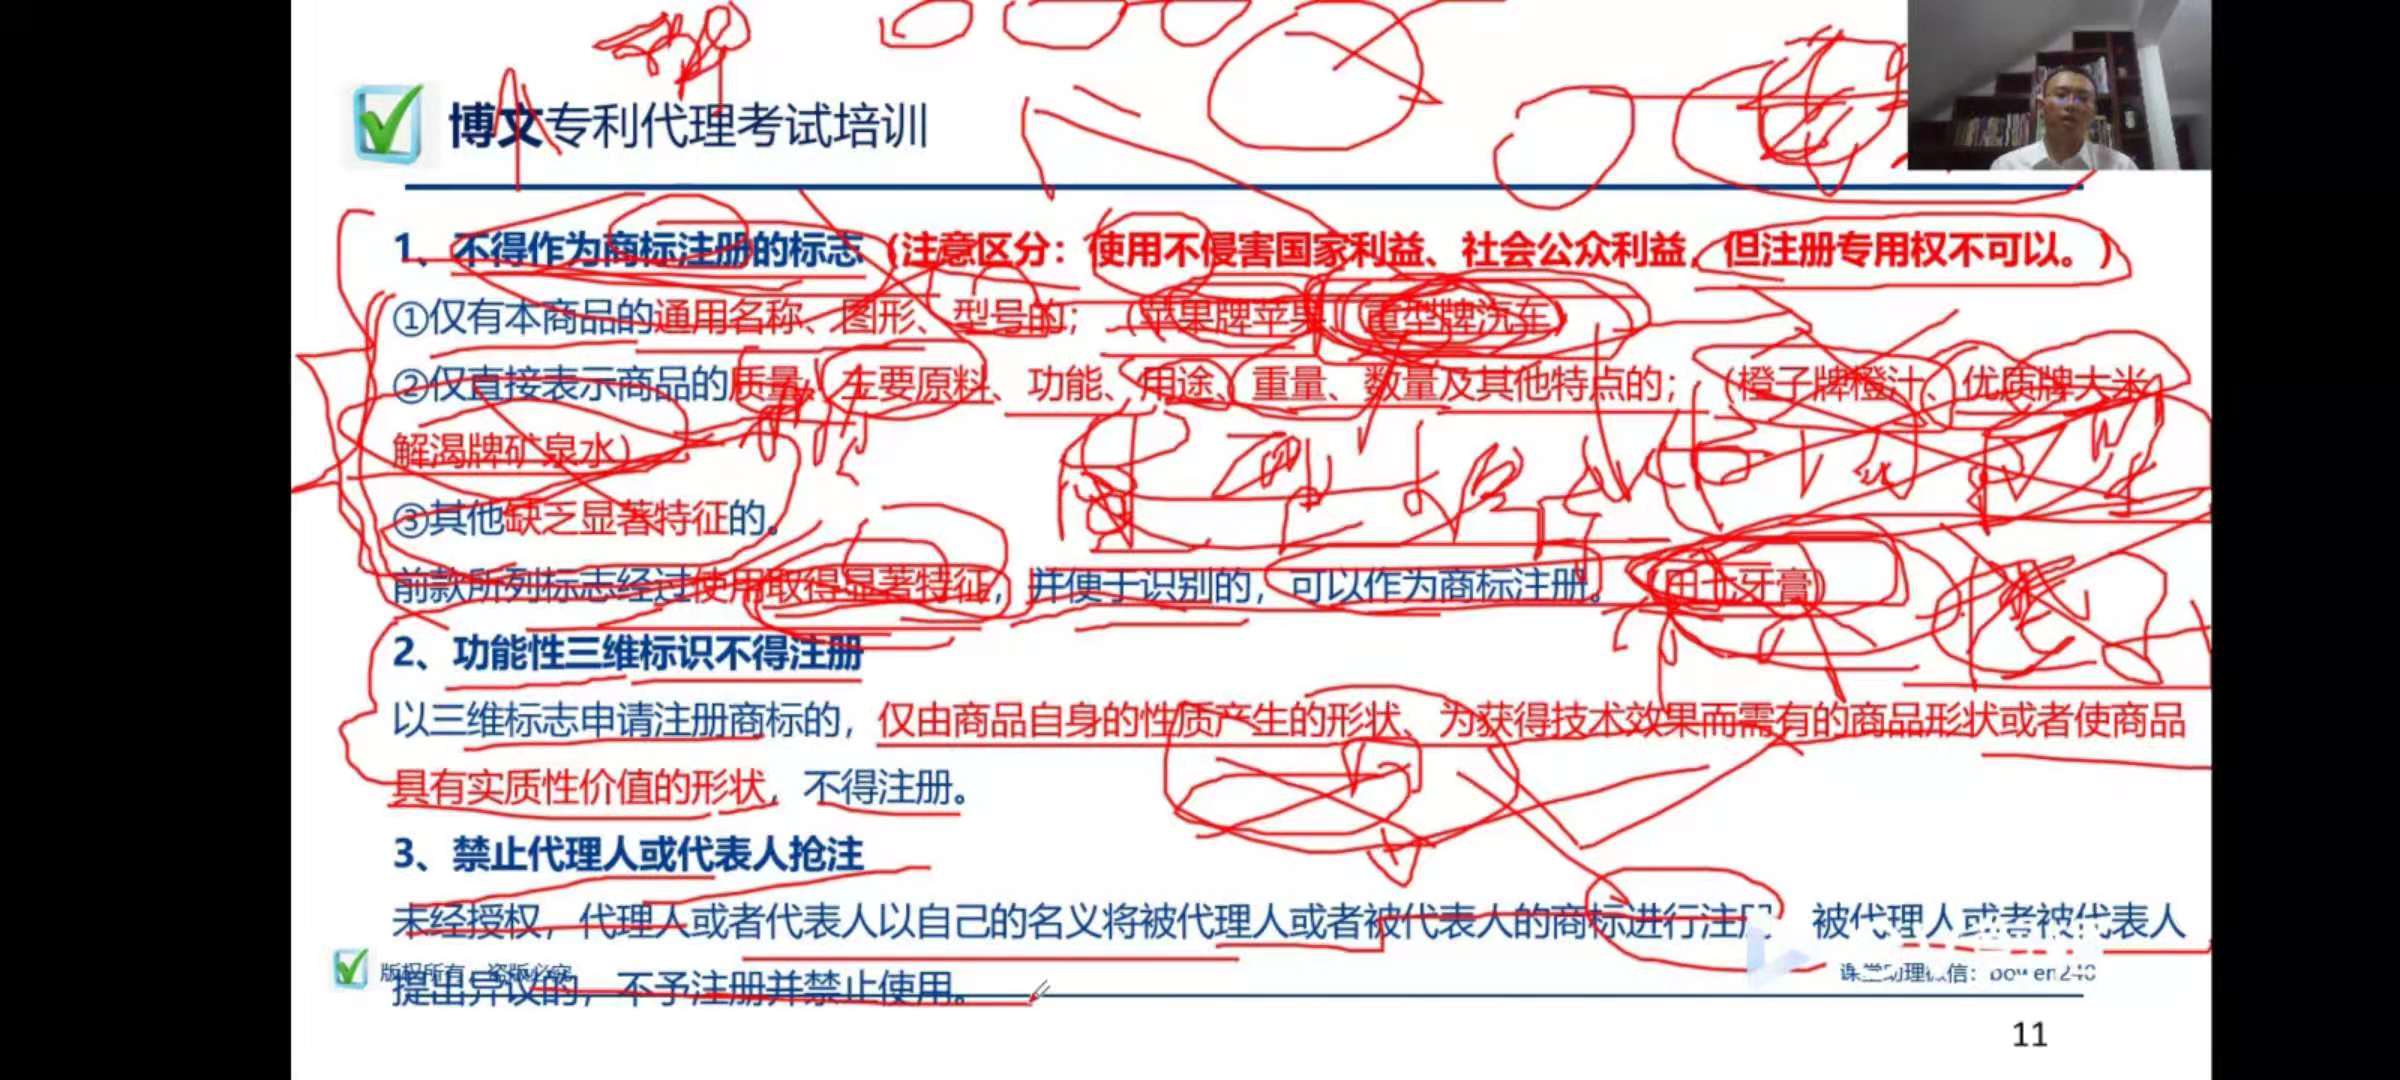 博文专利代理考试培训
1、不得作为商标注册的标志（注意区分：使用不侵害国家利益、社会公众利益，但注册专用权不可以。）
①仅有本商品的通用名称、图形、型号的；（苹果牌苹果、重型牌汽车）
②仅直接表示商品的质量、主要原料、功能、用途、重量、数量及其他特点的；（橙子牌橙汁、优质牌大米、
解渴牌矿泉水）
③其他缺乏显著特征的。
前款所列标志经过使用取得显著特征，并便于识别的，可以作为商标注册。（田七牙膏）
2、功能性三维标识不得注册
以三维标志申请注册商标的，仅由商品自身的性质产生的形状、为获得技术效果而需有的商品形状或者使商品
具有实质性价值的形状，不得注册。
3、禁止代理人或代表人抢注
未经授权，代理人或者代表人以自己的名义将被代理人或者被代表人的商标进行注册，被代理人或者被代表人
提出异议的，不予注册并禁止使用。
版权所有，盗版必究
课堂助理微信：bowen248
11